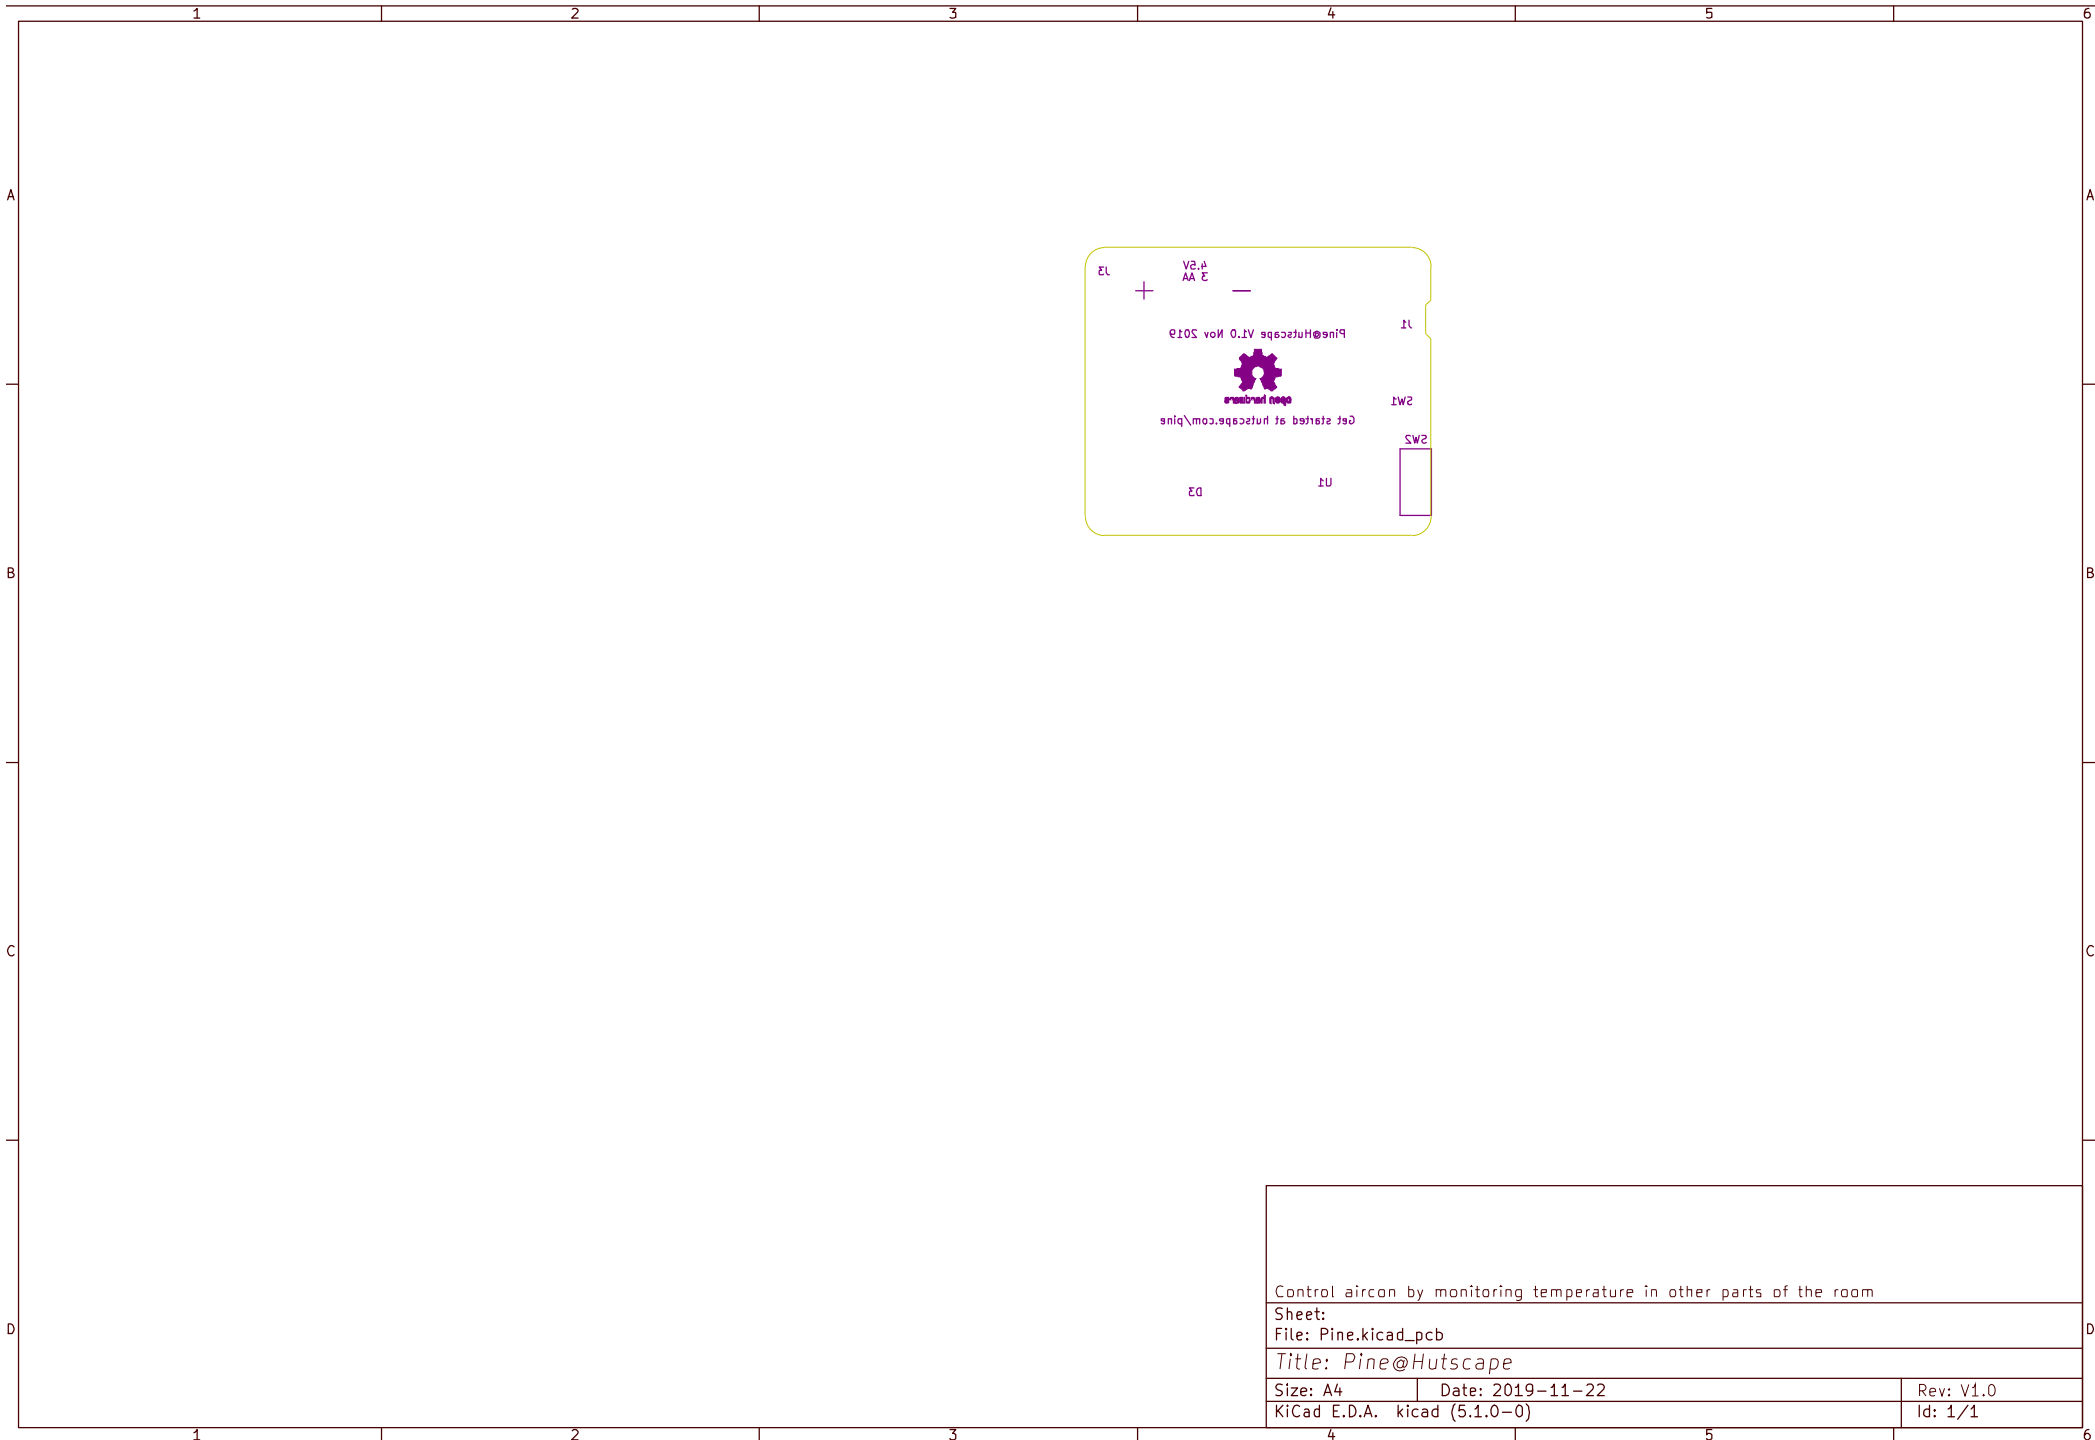 1 2 3 4 5 6
A A
4.5V
J3
3 AA
+ −
J1
Pine@Hutscape V1.0 Nov 2019
open hardware
SW1
Get started at hutscape.com/pine
SW2
U1
D3
B B
C C
Control aircon by monitoring temperature in other parts of the room
Sheet:
D D
File: Pine.kicad_pcb
Title: Pine@Hutscape
Size: A4 Date: 2019-11-22 Rev: V1.0
KiCad E.D.A. kicad (5.1.0-0) Id: 1/1
1 2 3 4 5 6